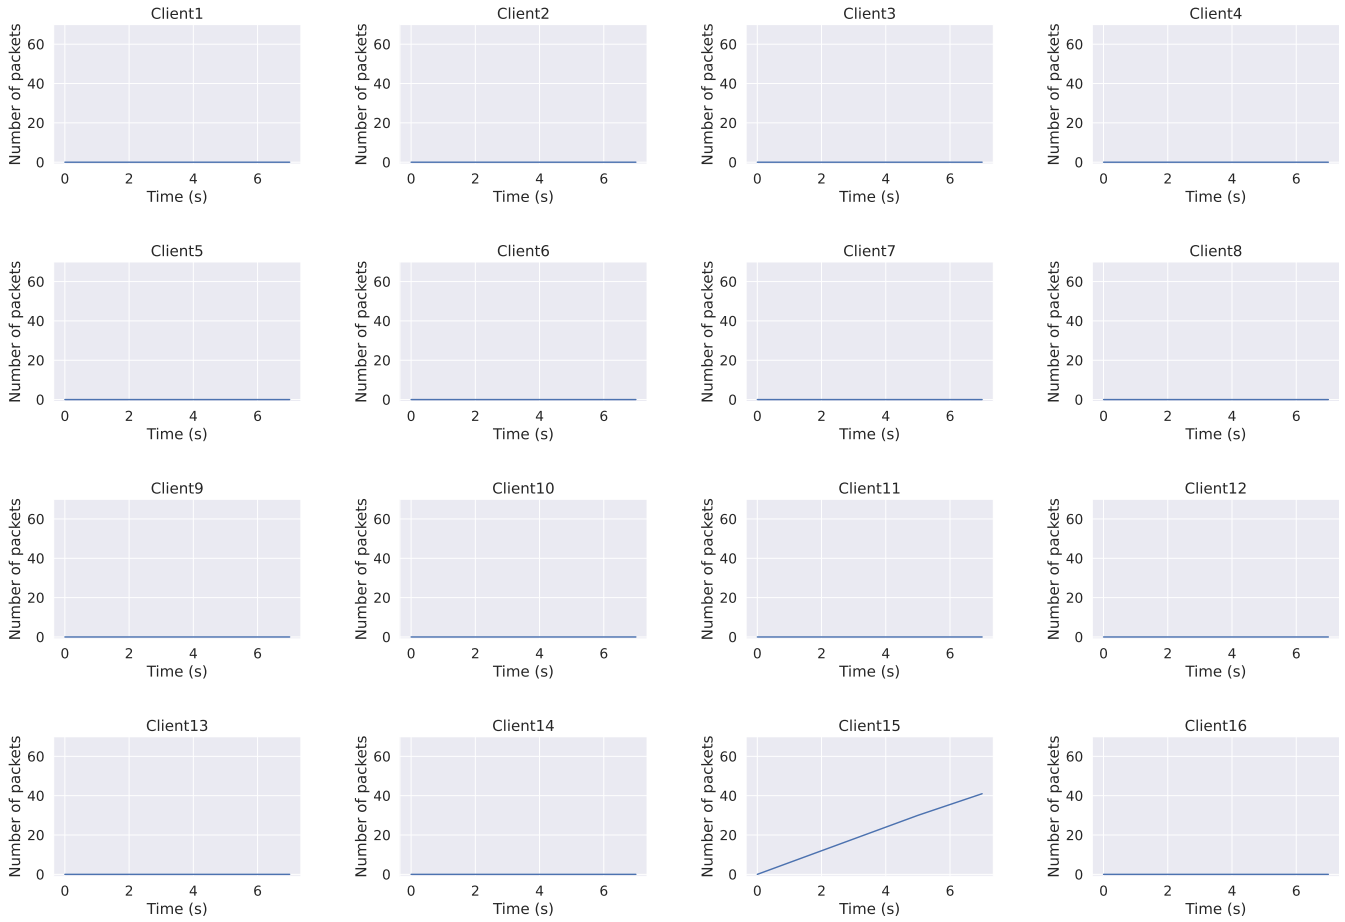 Client1
Number of packets
60
40
20
0
0 2 4 6
Time (s)
Client2
Number of packets
60
40
20
0
0 2 4 6
Time (s)
Client3
Number of packets
60
40
20
0
0 2 4 6
Time (s)
Client4
Number of packets
60
40
20
0
0 2 4 6
Time (s)
Client5
Number of packets
60
40
20
0
0 2 4 6
Time (s)
Client6
Number of packets
60
40
20
0
0 2 4 6
Time (s)
Client7
Number of packets
60
40
20
0
0 2 4 6
Time (s)
Client8
Number of packets
60
40
20
0
0 2 4 6
Time (s)
Client9
Number of packets
60
40
20
0
0 2 4 6
Time (s)
Client10
Number of packets
60
40
20
0
0 2 4 6
Time (s)
Client11
Number of packets
60
40
20
0
0 2 4 6
Time (s)
Client12
Number of packets
60
40
20
0
0 2 4 6
Time (s)
Client13
Number of packets
60
40
20
0
0 2 4 6
Time (s)
Client14
Number of packets
60
40
20
0
0 2 4 6
Time (s)
Client15
Number of packets
60
40
20
0
0 2 4 6
Time (s)
Client16
Number of packets
60
40
20
0
0 2 4 6
Time (s)